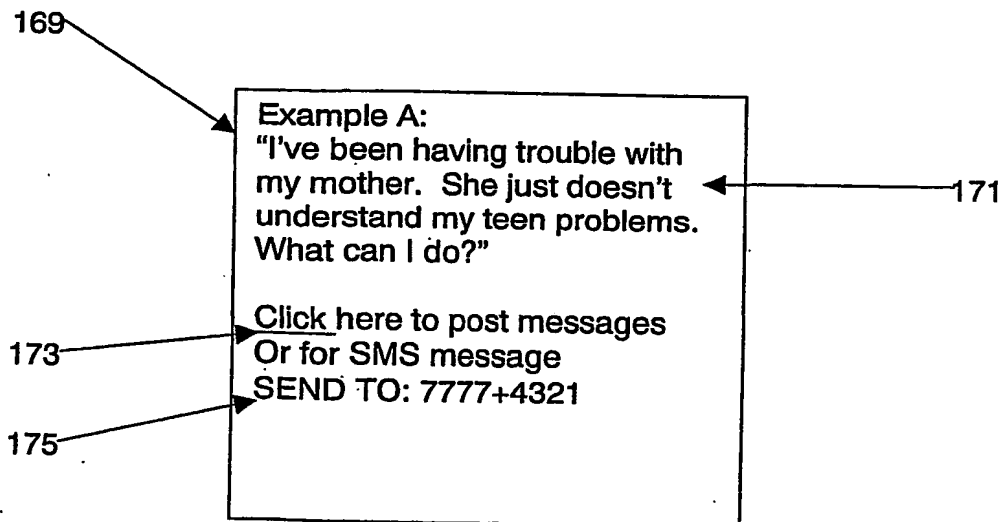 169
Example A:
“I've been having trouble with
my mother. She just doesn't
171
understand my teen problems.
What can I do?”
Click here to post messages
173
Or for SMS message
SEND TO: 7777+4321
175